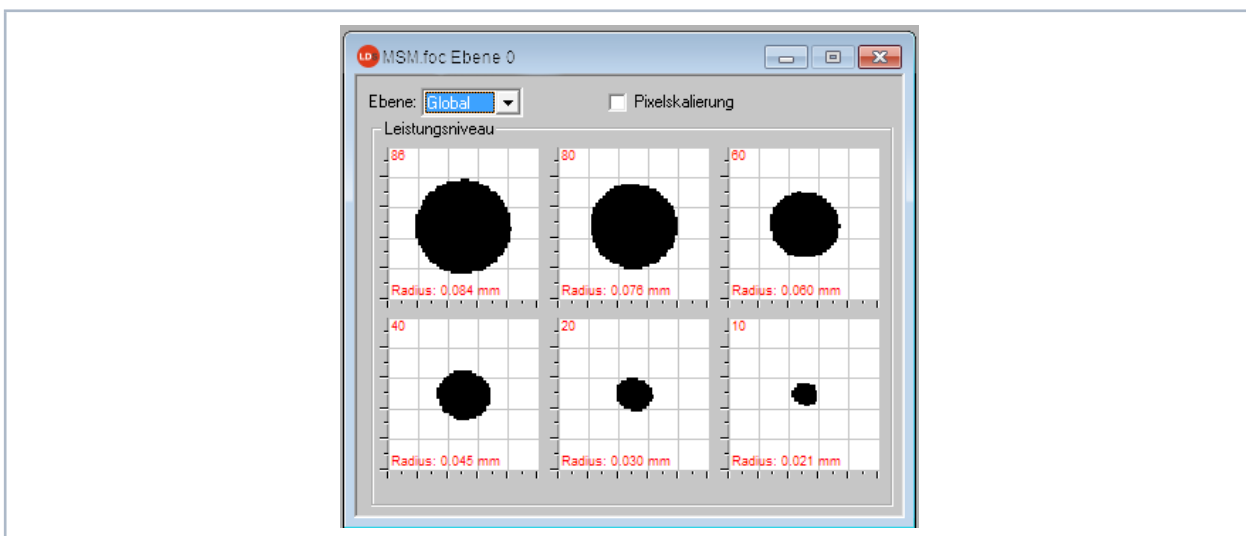 LD MSM.foc Ebene 0
Ebene: Global Pixelskalierung
Leistungsniveau
86 80 60
Radius: 0.084 mm Radius: 0.076 mm Radius: 0.060 mm
40 20 10
Radius: 0.045 mm Radius: 0.030 mm Radius: 0.021 mm